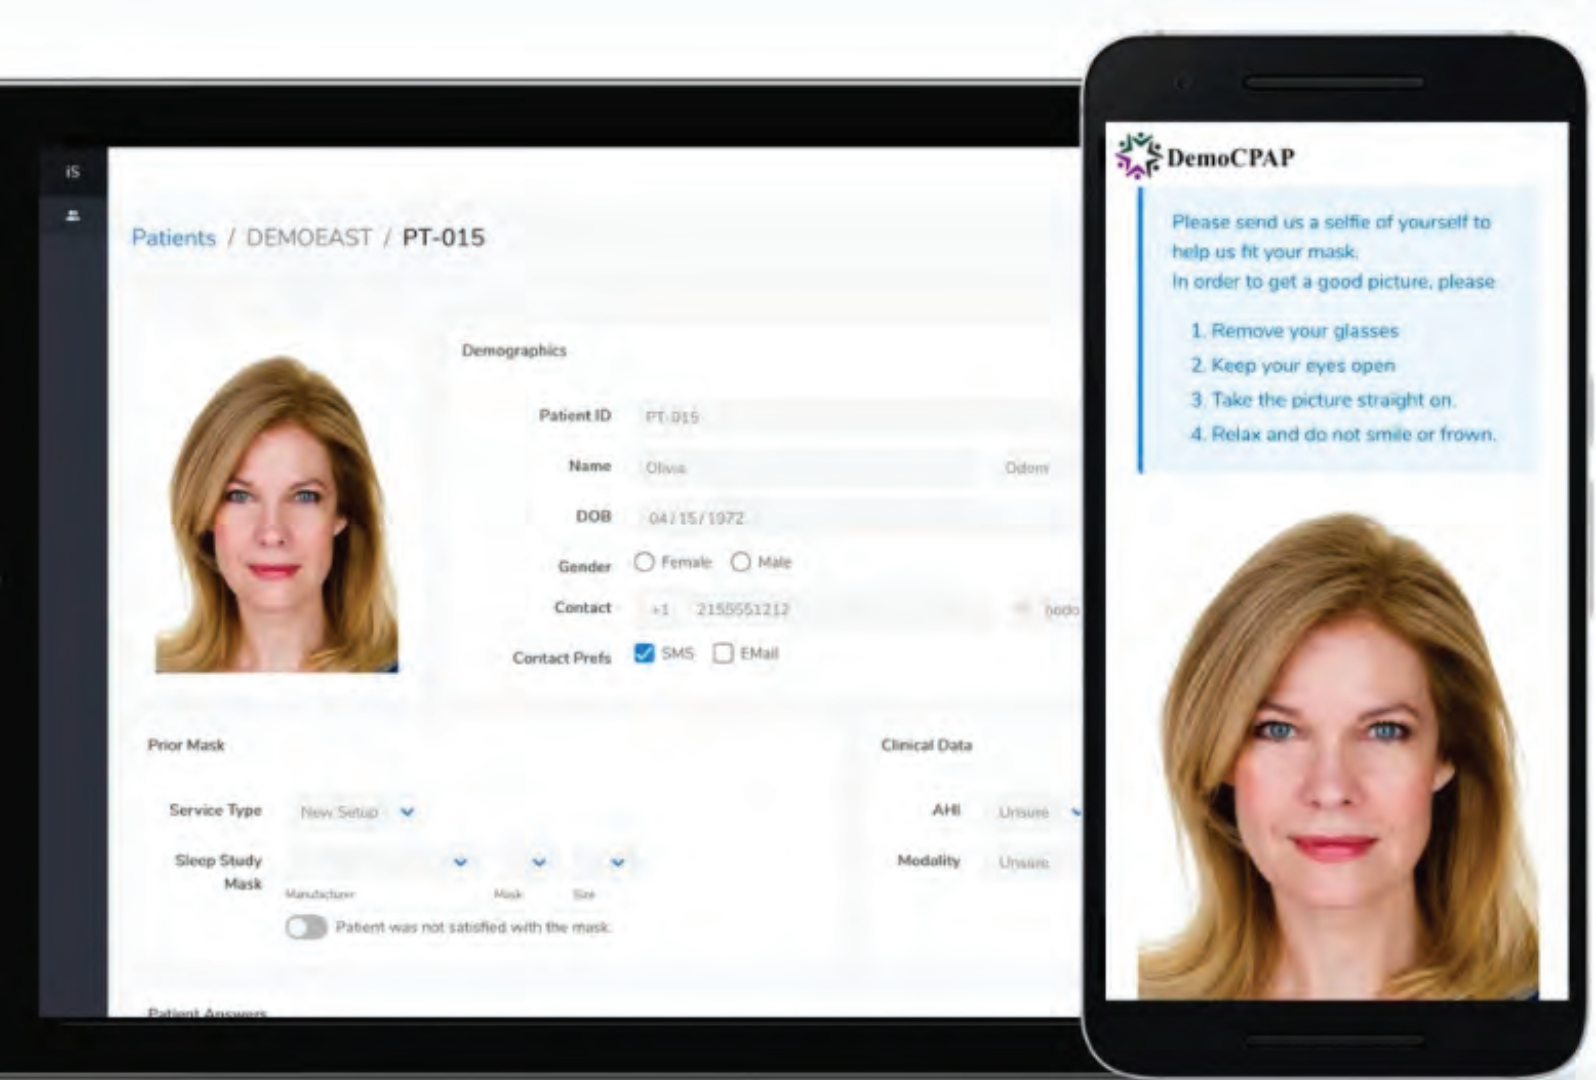 iS
Patients / DEMOEAST / PT-015
Demographics
Patient ID PT-015
Name Olivia Odom
DOB 04/15/1972
Gender Female Male
Contact +1 2155551212
Contact Prefs SMS EMail
Prior Mask
Service Type New Setup
Sleep Study
Mask
Manufacturer Mask Size
Patient was not satisfied with the mask.
Clinical Data
AHI Unsure
Modality Unsure
Patient Answers
DemoCPAP
Please send us a selfie of yourself to
help us fit your mask.
In order to get a good picture, please
1. Remove your glasses
2. Keep your eyes open
3. Take the picture straight on.
4. Relax and do not smile or frown.